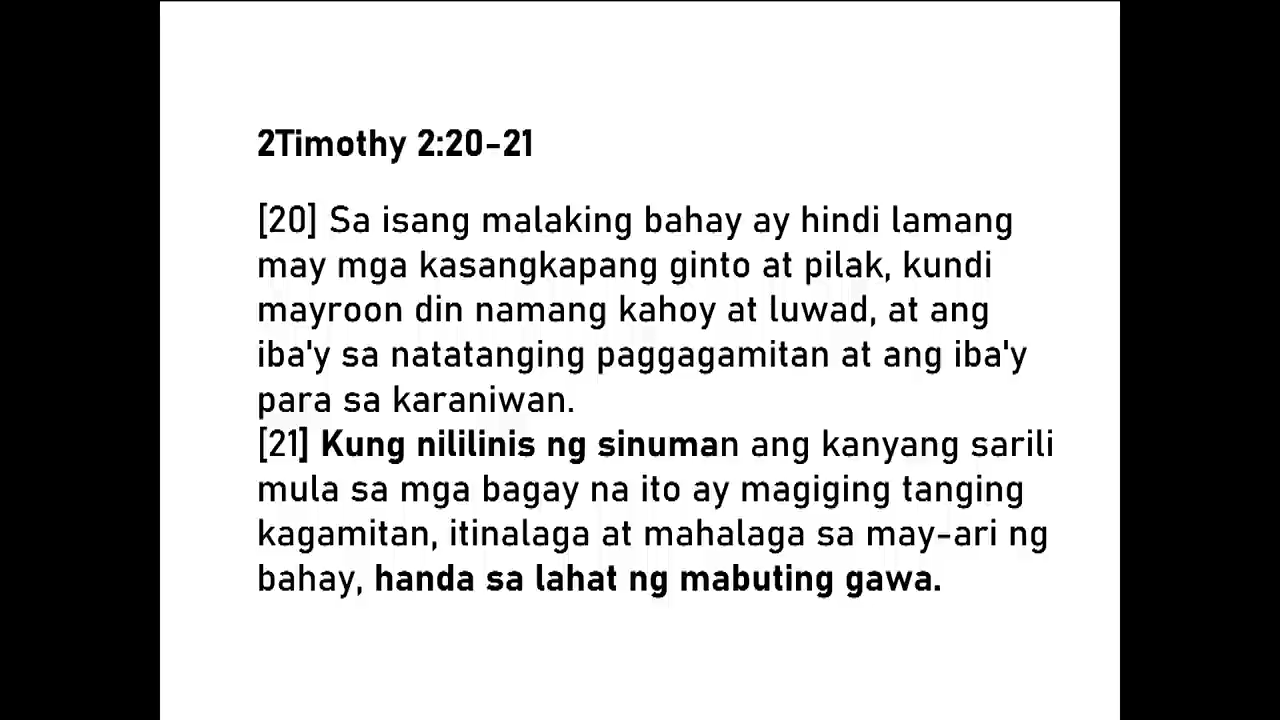 2Timothy 2:20-21
[20] Sa isang malaking bahay ay hindi lamang
may mga kasangkapang ginto at pilak, kundi
mayroon din namang kahoy at luwad, at ang
iba'y sa natatanging paggagamitan at ang iba'y
para sa karaniwan.
[21] Kung nililinis ng sinuman ang kanyang sarili
mula sa mga bagay na ito ay magiging tanging
kagamitan, itinalaga at mahalaga sa may-ari ng
bahay, handa sa lahat ng mabuting gawa.